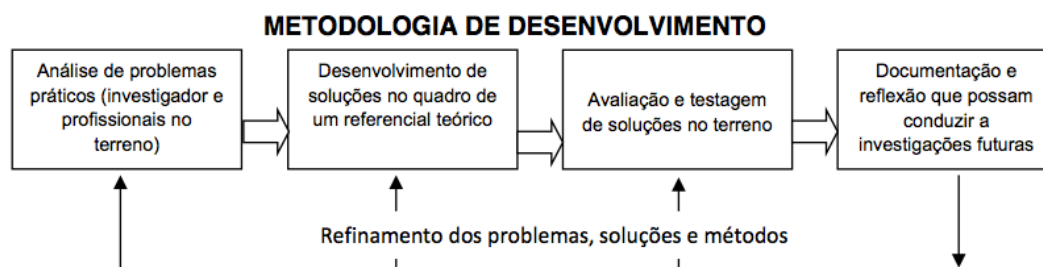 METODOLOGIA DE DESENVOLVIMENTO
Análise de problemas
práticos (investigador e
profissionais no
terreno)
Desenvolvimento de
soluções no quadro de
um referencial teórico
Avaliação e testagem
de soluções no terreno
Documentação e
reflexão que possam
conduzir a
investigações futuras
Refinamento dos problemas, soluções e métodos